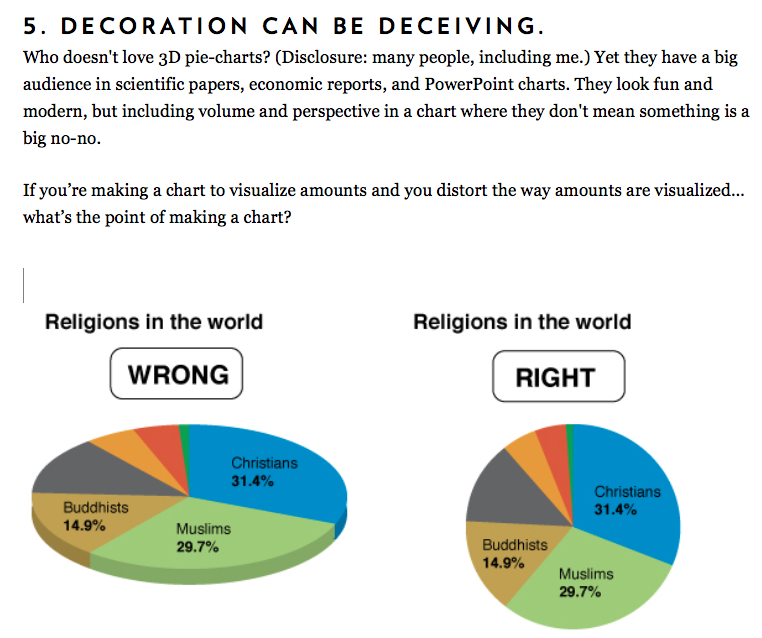 5. DECORATION CAN BE DECEIVING.
Who doesn't love 3D pie-charts? (Disclosure: many people, including me.) Yet they have a big
audience in scientific papers, economic reports, and PowerPoint charts. They look fun and
modern, but including volume and perspective in a chart where they don't mean something is a
big no-no.
If you're making a chart to visualize amounts and you distort the way amounts are visualized...
what's the point of making a chart?
Religions in the world
WRONG
Christians
31.4%
Buddhists
14.9%
Muslims
29.7%
Religions in the world
RIGHT
Christians
31.4%
Buddhists
14.9%
Muslims
29.7%